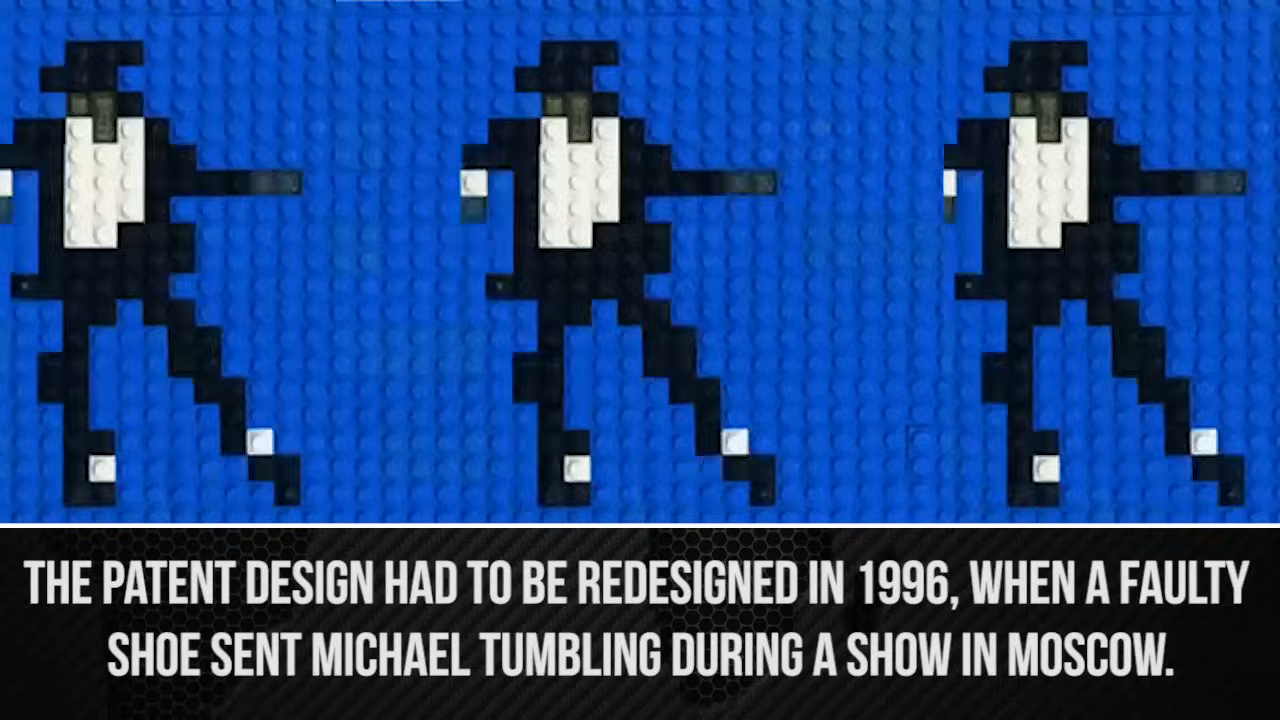 THE PATENT DESIGN HAD TO BE REDESIGNED IN 1996, WHEN A FAULTY
SHOE SENT MICHAEL TUMBLING DURING A SHOW IN MOSCOW.